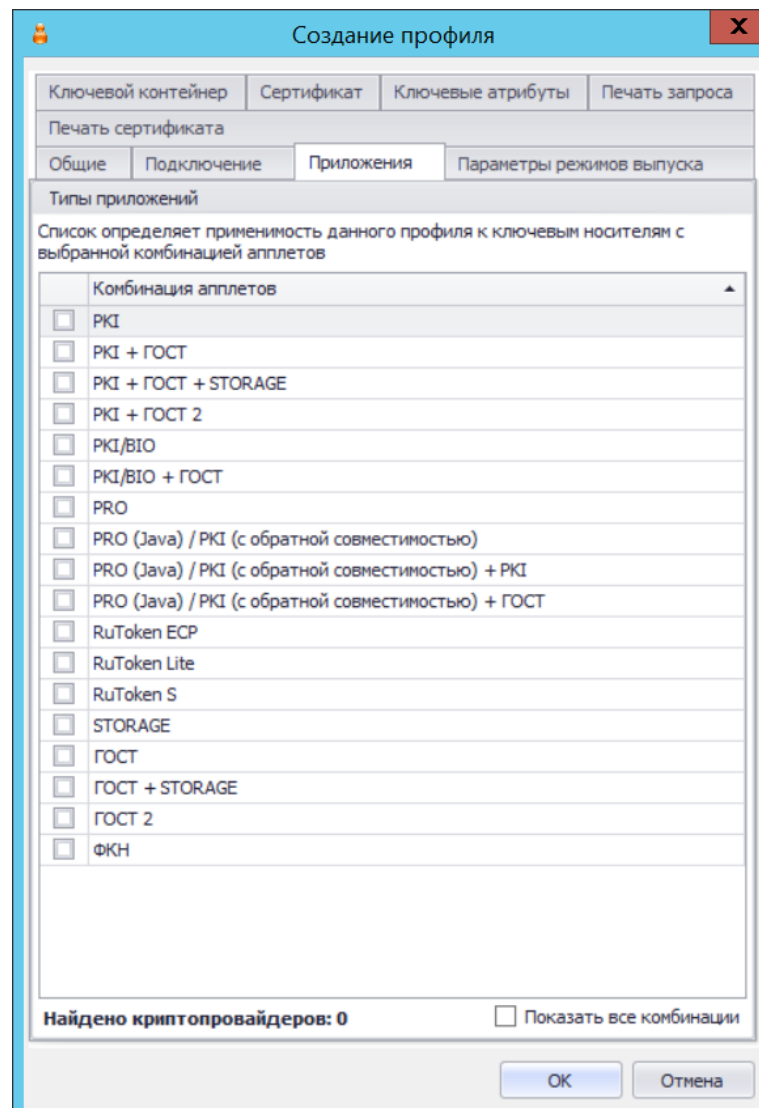 Создание профиля
Ключевой контейнер Сертификат Ключевые атрибуты Печать запроса
Печать сертификата
Общие Подключение Приложения Параметры режимов выпуска
Типы приложений
Список определяет применимость данного профиля к ключевым носителям с
выбранной комбинацией апплетов
Комбинация апплетов
PKI
PKI + ГОСТ
PKI + ГОСТ + STORAGE
PKI + ГОСТ 2
PKI/BIO
PKI/BIO + ГОСТ
PRO
PRO (Java) / PKI (с обратной совместимостью)
PRO (Java) / PKI (с обратной совместимостью) + PKI
PRO (Java) / PKI (с обратной совместимостью) + ГОСТ
RuToken ECP
RuToken Lite
RuToken S
STORAGE
ГОСТ
ГОСТ + STORAGE
ГОСТ 2
ФКН
Найдено криптопровайдеров: 0 Показать все комбинации
OK Отмена